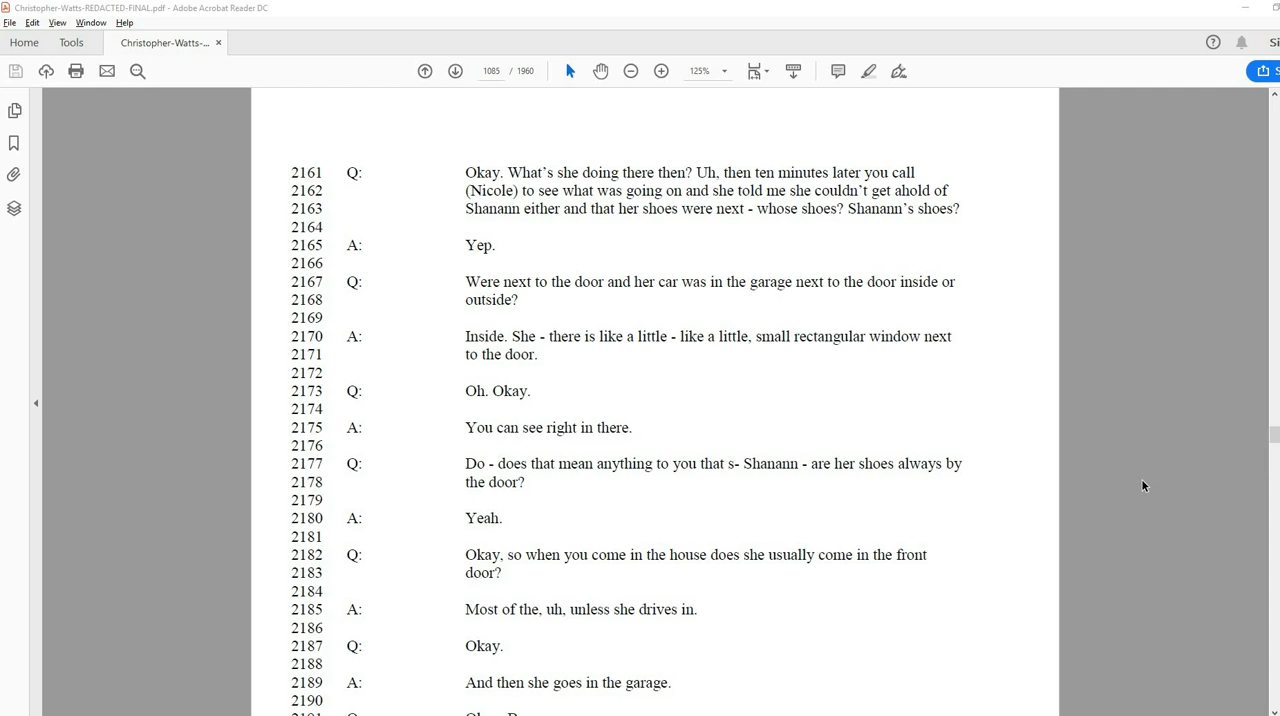 Christopher-Watts-REDACTED-FINAL.pdf - Adobe Acrobat Reader DC
File Edit View Window Help
Home Tools Christopher-Watts-... ×
1085 / 1960 125%
2161 Q: Okay. What's she doing there then? Uh, then ten minutes later you call
2162 (Nicole) to see what was going on and she told me she couldn't get ahold of
2163 Shanann either and that her shoes were next - whose shoes? Shanann's shoes?
2164
2165 A: Yep.
2166
2167 Q: Were next to the door and her car was in the garage next to the door inside or
2168 outside?
2169
2170 A: Inside. She - there is like a little - like a little, small rectangular window next
2171 to the door.
2172
2173 Q: Oh. Okay.
2174
2175 A: You can see right in there.
2176
2177 Q: Do - does that mean anything to you that s- Shanann - are her shoes always by
2178 the door?
2179
2180 A: Yeah.
2181
2182 Q: Okay, so when you come in the house does she usually come in the front
2183 door?
2184
2185 A: Most of the, uh, unless she drives in.
2186
2187 Q: Okay.
2188
2189 A: And then she goes in the garage.
2190